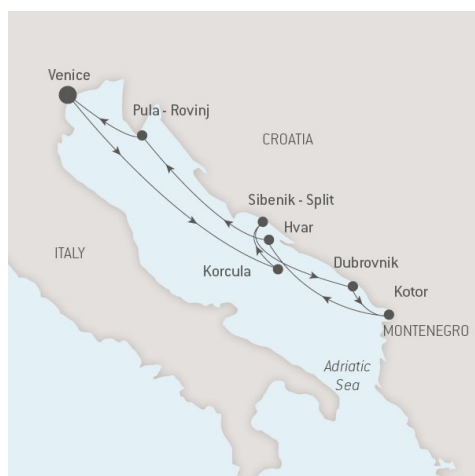 Venice
Pula - Rovinj
CROATIA
Sibenik - Split
Hvar
ITALY
Dubrovnik
Korcula
Kotor
MONTENEGRO
Adriatic
Sea